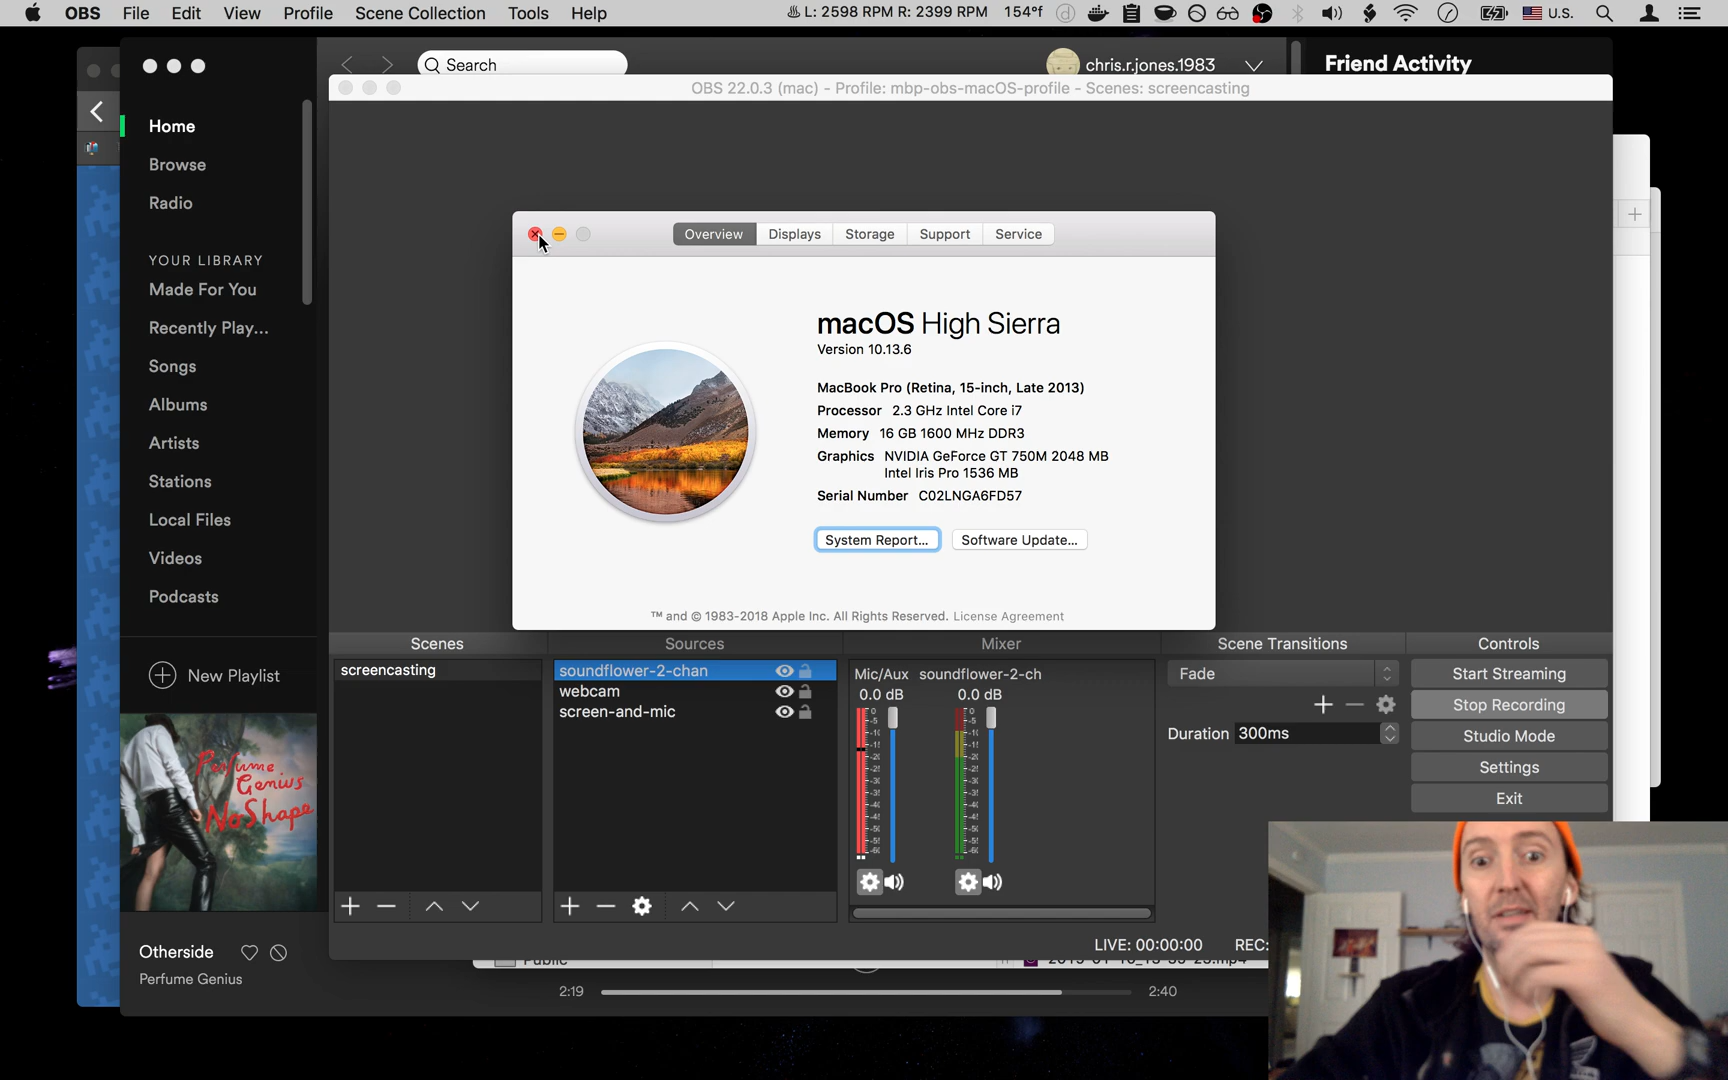 OBS File Edit View Profile Scene Collection Tools Help
L: 2598 RPM R: 2399 RPM 154°f U.S.
Search
chris.r.jones.1983
Friend Activity
OBS 22.0.3 (mac) - Profile: mbp-obs-macOS-profile - Scenes: screencasting
Home
Browse
Radio
YOUR LIBRARY
Made For You
Recently Play...
Songs
Albums
Artists
Stations
Local Files
Videos
Podcasts
New Playlist
Perfume
Genius
No Shape
Otherside
Perfume Genius
Overview Displays Storage Support Service
macOS High Sierra
Version 10.13.6
MacBook Pro (Retina, 15-inch, Late 2013)
Processor 2.3 GHz Intel Core i7
Memory 16 GB 1600 MHz DDR3
Graphics NVIDIA GeForce GT 750M 2048 MB
Intel Iris Pro 1536 MB
Serial Number C02LNGA6FD57
System Report... Software Update...
™ and © 1983-2018 Apple Inc. All Rights Reserved. License Agreement
Scenes
screencasting
Sources
soundflower-2-chan
webcam
screen-and-mic
Mixer
Mic/Aux soundflower-2-ch
0.0 dB 0.0 dB
Scene Transitions
Fade
Duration 300ms
Controls
Start Streaming
Stop Recording
Studio Mode
Settings
Exit
LIVE: 00:00:00 REC:
Public
2:19 2:40